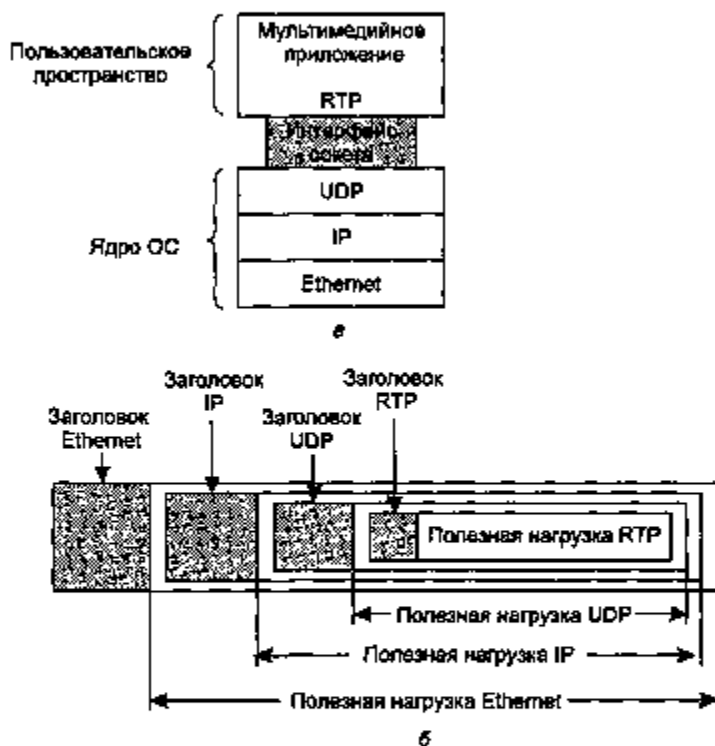 Пользовательское
пространство
Мультимедийное
приложение
RTP
Интерфейс
сокета
UDP
Ядро ОС
IP
Ethernet
а
Заголовок
Ethernet
Заголовок
IP
Заголовок
UDP
Заголовок
RTP
Полезная нагрузка RTP
Полезная нагрузка UDP
Полезная нагрузка IP
Полезная нагрузка Ethernet
б